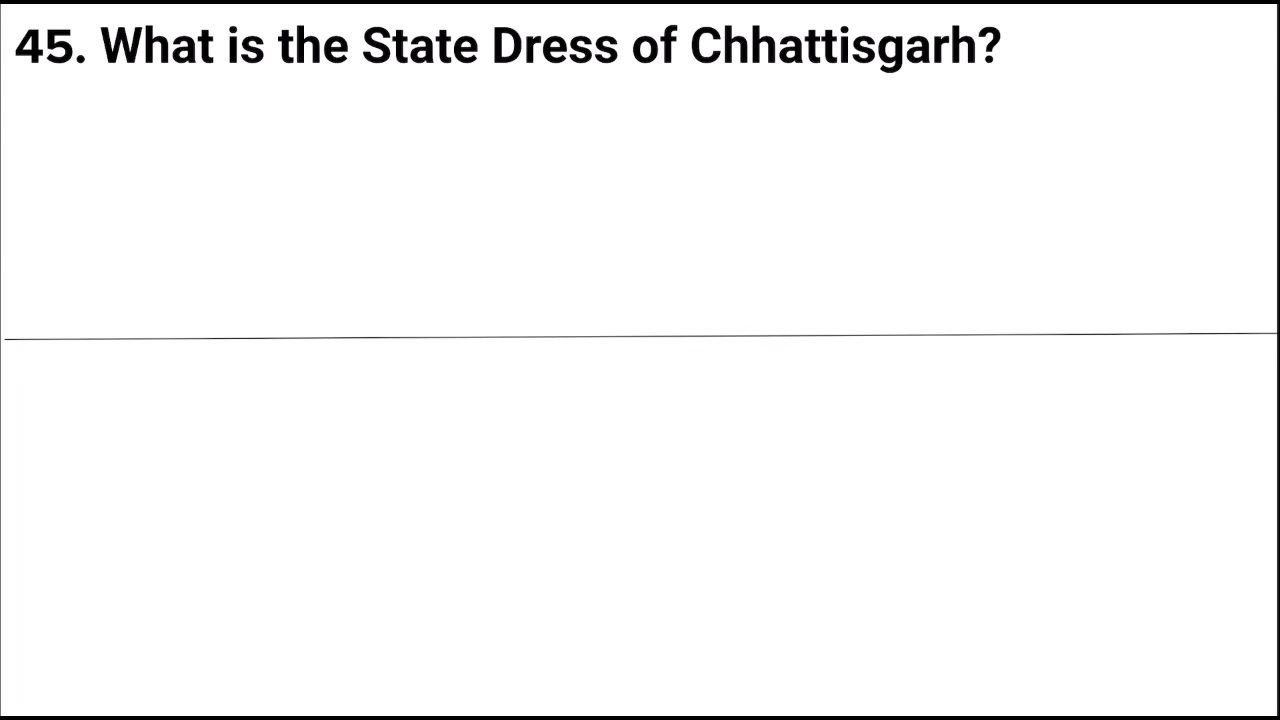 45. What is the State Dress of Chhattisgarh?